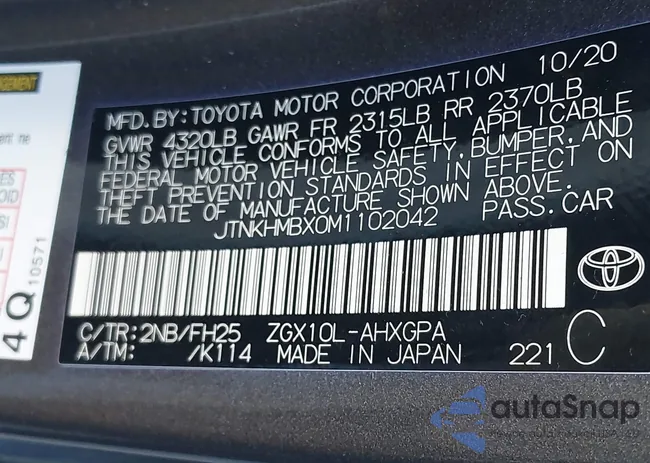 MFD.BY:TOYOTA MOTOR CORPORATION 10/20
GVWR 4320LB GAWR FR 2315LB RR 2370LB
THIS VEHICLE CONFORMS TO ALL APPLICABLE
FEDERAL MOTOR VEHICLE SAFETY,BUMPER,AND
THEFT PREVENTION STANDARDS IN EFFECT ON
THE DATE OF MANUFACTURE SHOWN ABOVE.
JTNKHMBX0M1102042 PASS.CAR
C/TR:2NB/FH25 ZGX10L-AHXGPA
A/TM: /K114 MADE IN JAPAN 221 C
4Q 10571
autaSnap